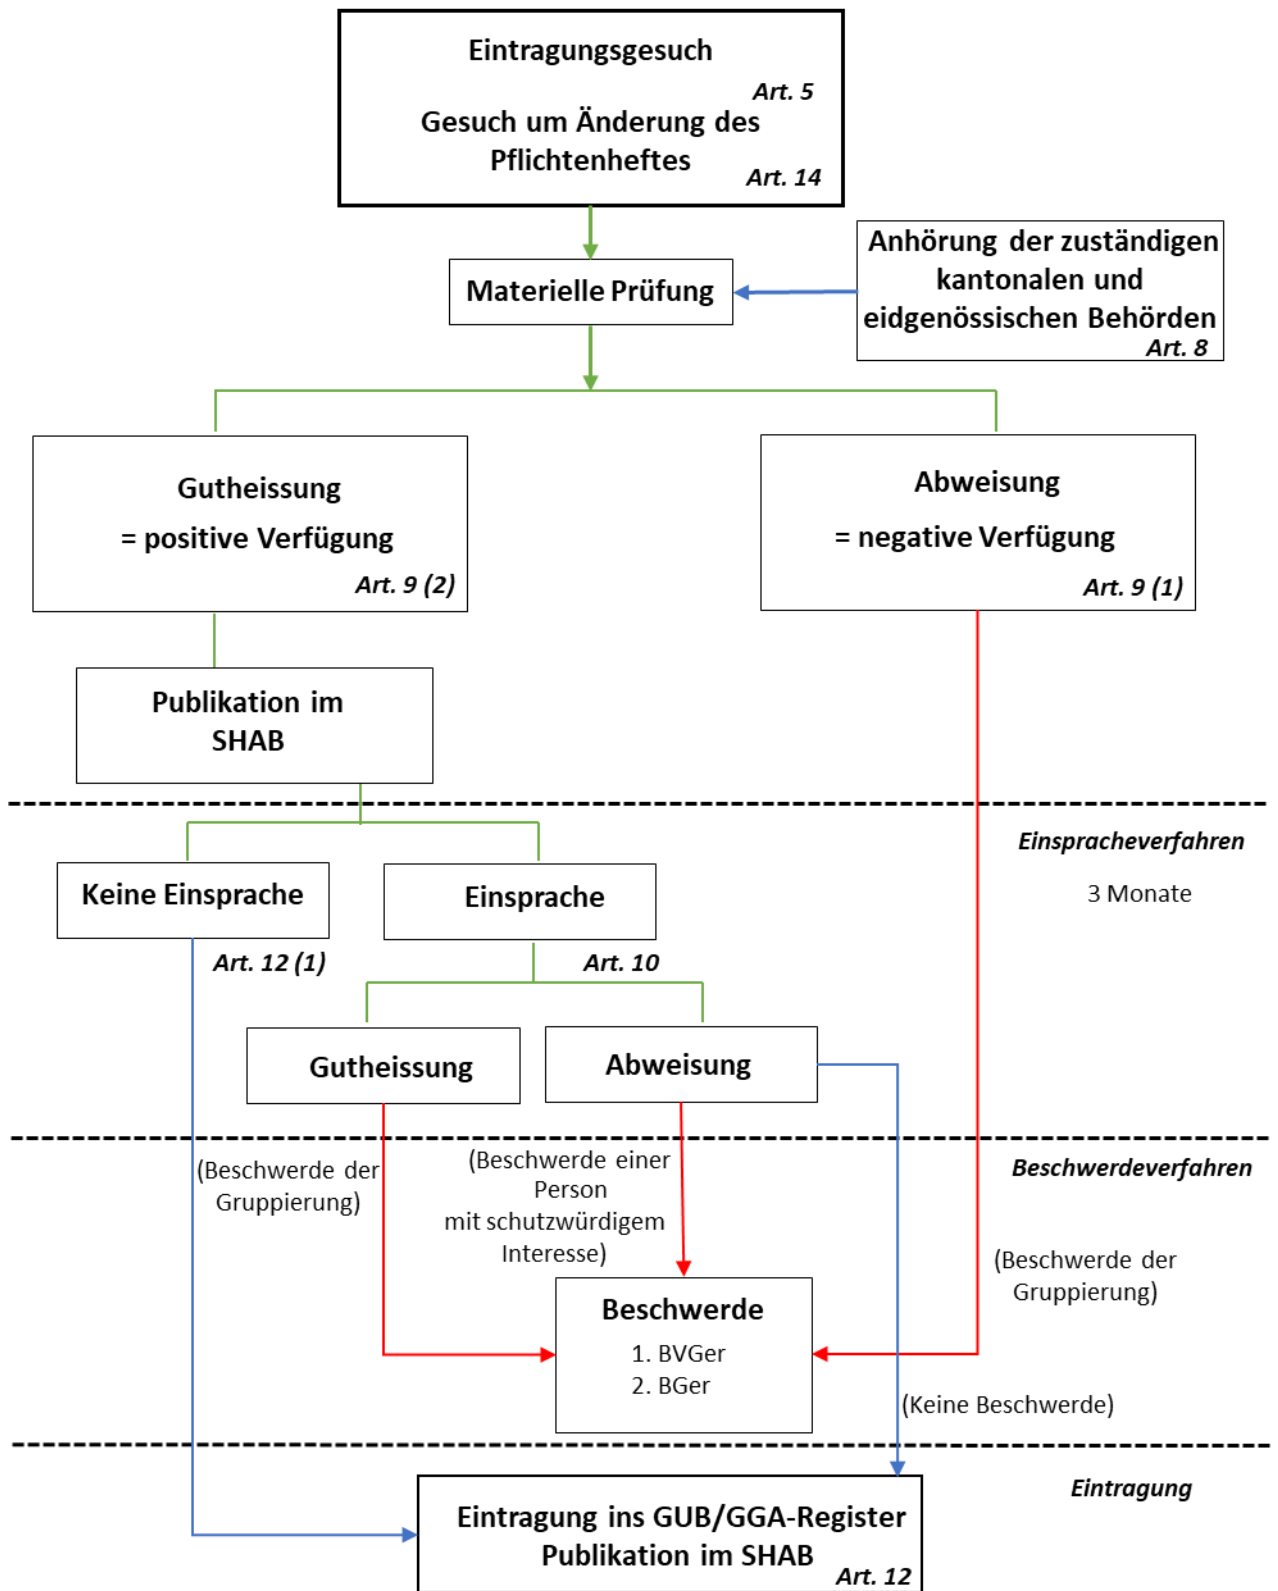 Eintragungsgesuch
Art. 5
Gesuch um Änderung des
Pflichtenheftes
Art. 14
Anhörung der zuständigen
kantonalen und
eidgenössischen Behörden
Art. 8
Materielle Prüfung
Gutheissung
= positive Verfügung
Art. 9 (2)
Abweisung
= negative Verfügung
Art. 9 (1)
Publikation im
SHAB
Einspracheverfahren
3 Monate
Keine Einsprache
Art. 12 (1)
Einsprache
Art. 10
Gutheissung
Abweisung
Beschwerdeverfahren
(Beschwerde der
Gruppierung)
(Beschwerde einer
Person
mit schutzwürdigem
Interesse)
(Beschwerde der
Gruppierung)
Beschwerde
1. BVGer
2. BGer
(Keine Beschwerde)
Eintragung
Eintragung ins GUB/GGA-Register
Publikation im SHAB
Art. 12